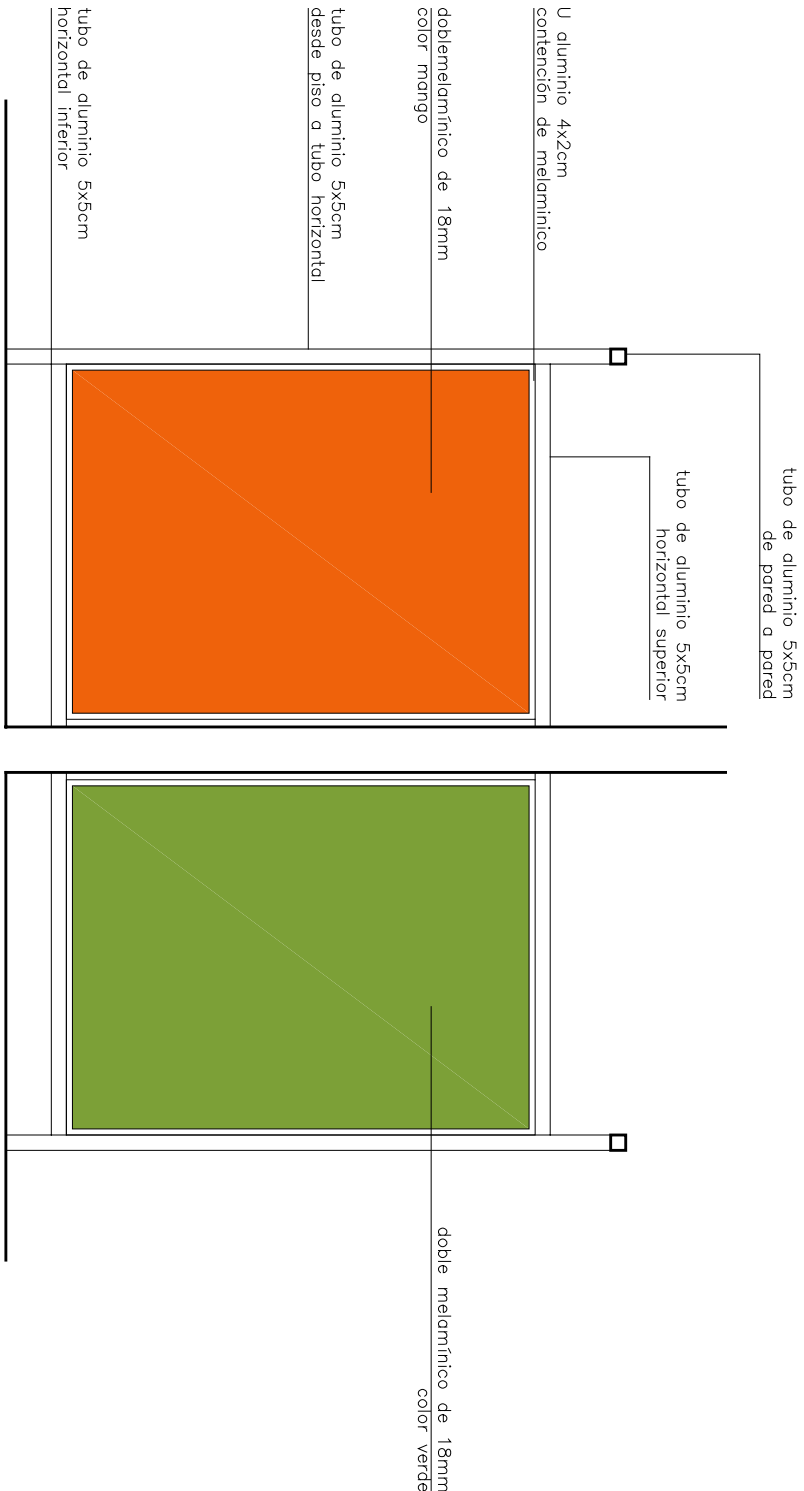 tubo de aluminio 5x5cm
de pared a pared
tubo de aluminio 5x5cm
horizontal superior
U aluminio 4x2cm
contención de melaminico
doblemelamínico de 18mm
color mango
tubo de aluminio 5x5cm
desde piso a tubo horizontal
tubo de aluminio 5x5cm
horizontal inferior
doble melamínico de 18mm
color verde